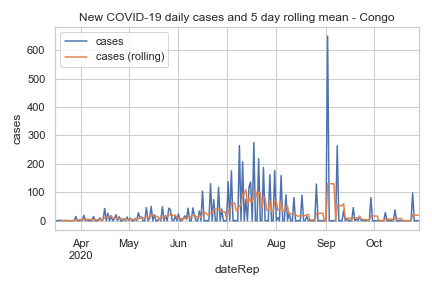 New COVID-19 daily cases and 5 day rolling mean - Congo
cases
cases (rolling)
cases
600
500
400
300
200
100
0
Apr May Jun Jul Aug Sep Oct
2020
dateRep